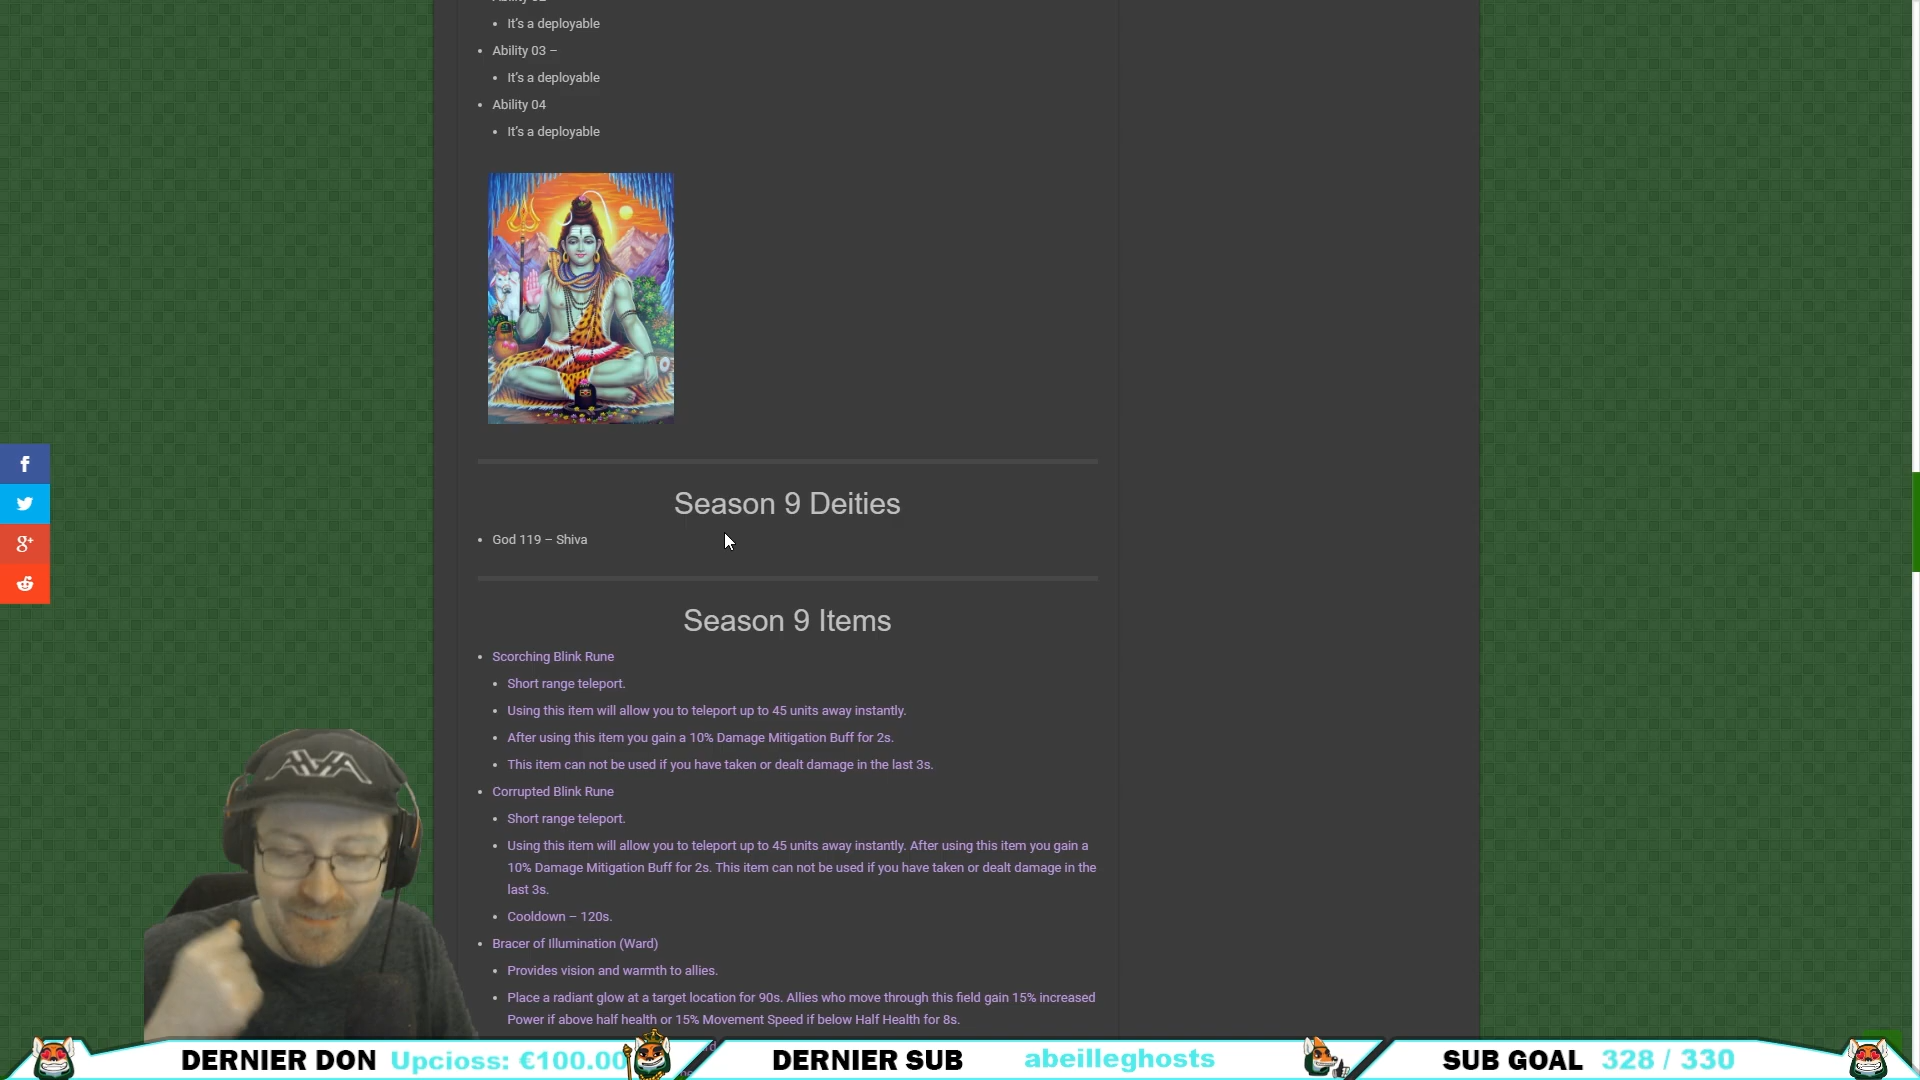 It's a deployable
Ability 03 –
It's a deployable
Ability 04
It's a deployable
Season 9 Deities
God 119 – Shiva
Season 9 Items
Scorching Blink Rune
Short range teleport.
Using this item will allow you to teleport up to 45 units away instantly.
After using this item you gain a 10% Damage Mitigation Buff for 2s.
This item can not be used if you have taken or dealt damage in the last 3s.
Corrupted Blink Rune
Short range teleport.
Using this item will allow you to teleport up to 45 units away instantly. After using this item you gain a
10% Damage Mitigation Buff for 2s. This item can not be used if you have taken or dealt damage in the
last 3s.
Cooldown – 120s.
Bracer of Illumination (Ward)
Provides vision and warmth to allies.
Place a radiant glow at a target location for 90s. Allies who move through this field gain 15% increased
Power if above half health or 15% Movement Speed if below Half Health for 8s.
DERNIER DON Upcioss: €100.00 DERNIER SUB abeilleghosts SUB GOAL 328 / 330